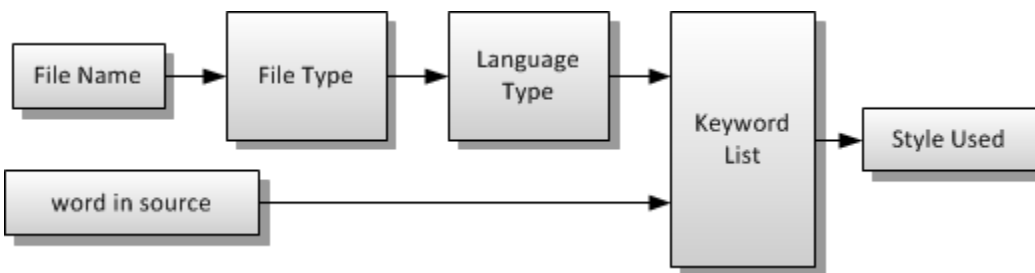 File Name
File Type
Language
Type
Keyword
List
Style Used
word in source